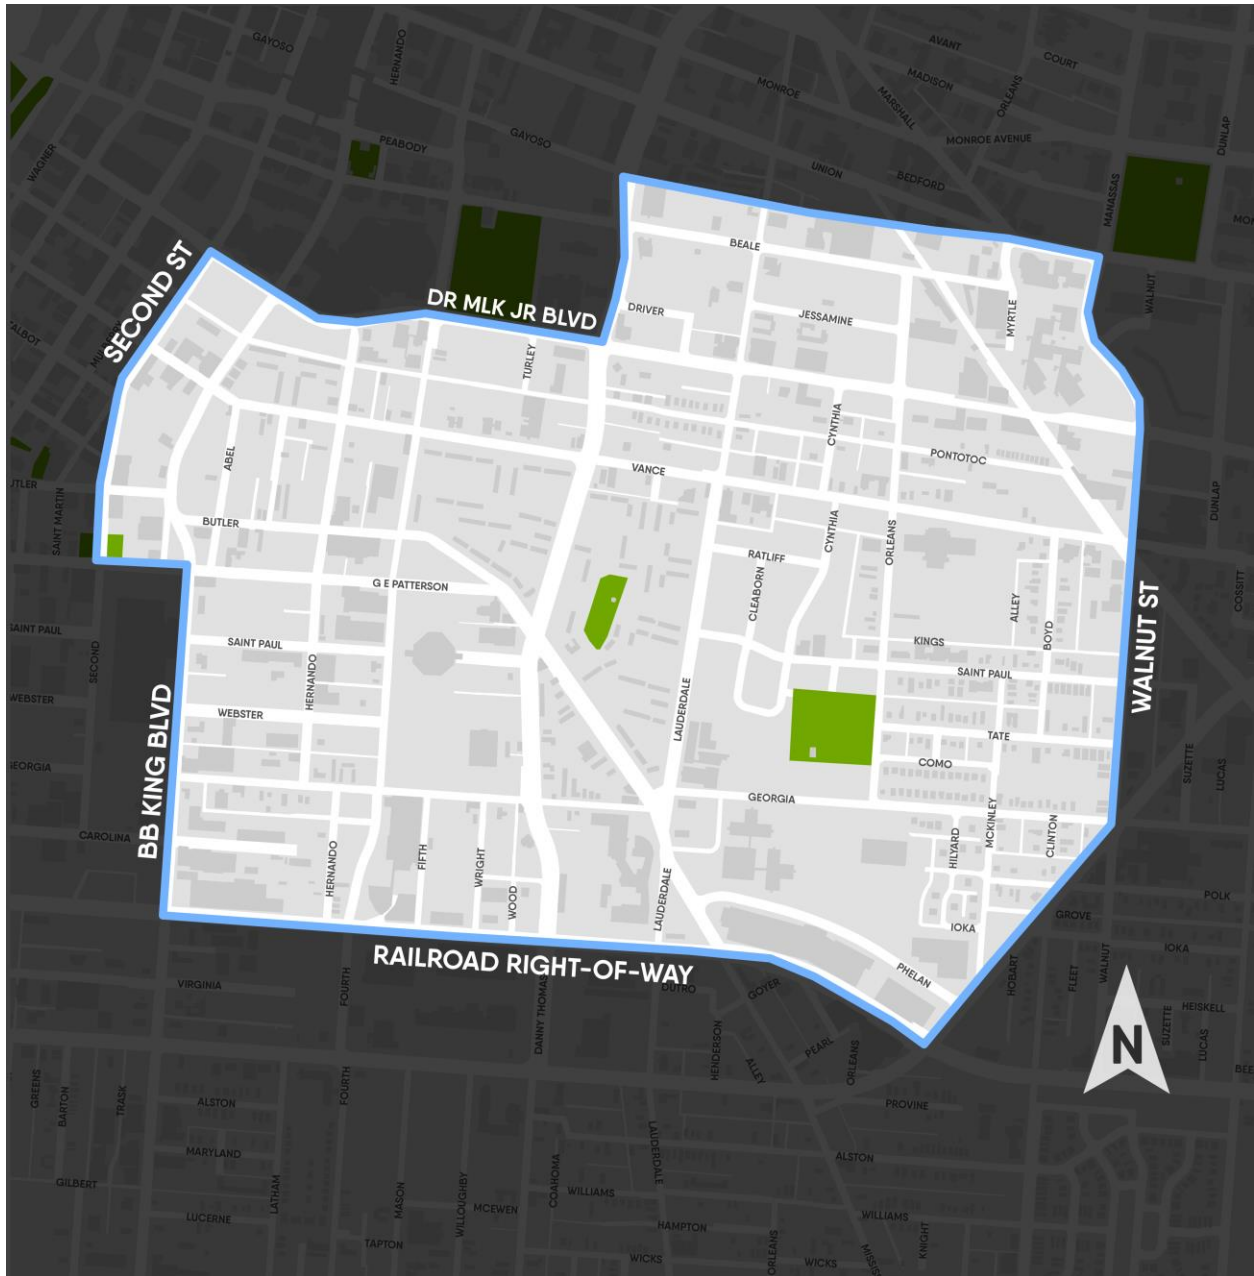 GAYOSO
HERNANDO
AVANT
COURT
MADISON
ORLEANS
MONROE
MARSHALL
MONROE AVENUE
DUNLAP
GAYOSO
PEABODY
WAGNER
UNION
BEDFORD
MANASSAS
SECOND ST
BEALE
WALNUT
DR MLK JR BLVD
DRIVER
JESSAMINE
MYRTLE
TURLEY
CYNTHIA
ABEL
VANCE
PONTOTOC
SAINT MARTIN
BUTLER
CYNTHIA
ORLEANS
DUNLAP
RATLIFF
G E PATTERSON
CLEABORN
ALLEY
BOYD
COSSITT
SAINT PAUL
SECOND
SAINT PAUL
KINGS
SAINT PAUL
WALNUT ST
WEBSTER
HERNANDO
WEBSTER
LAUDERDALE
TATE
COMO
SUZETTE
LUCAS
GEORGIA
BB KING BLVD
GEORGIA
CAROLINA
HERNANDO
FIFTH
WRIGHT
WOOD
LAUDERDALE
HILYARD
MCKINLEY
CLINTON
POLK
GROVE
IOKA
IOKA
RAILROAD RIGHT-OF-WAY
PHELAN
HOBART
FLEET
WALNUT
VIRGINIA
FOURTH
DANNY THOMAS
DUTRO
GOYER
HEISKELL
SUZETTE
LUCAS
N
HENDERSON
ALLEY
PEARL
ORLEANS
GREENS
BARTON
TRASK
FOURTH
ALSTON
PROVINE
MARYLAND
LAUDERDALE
ALSTON
GILBERT
LATHAM
MASON
WILLOUGHBY
MCEWEN
COAHOMA
WILLIAMS
WILLIAMS
LUCERNE
HAMPTON
ORLEANS
KNIGHT
TAPTON
WICKS
WICKS